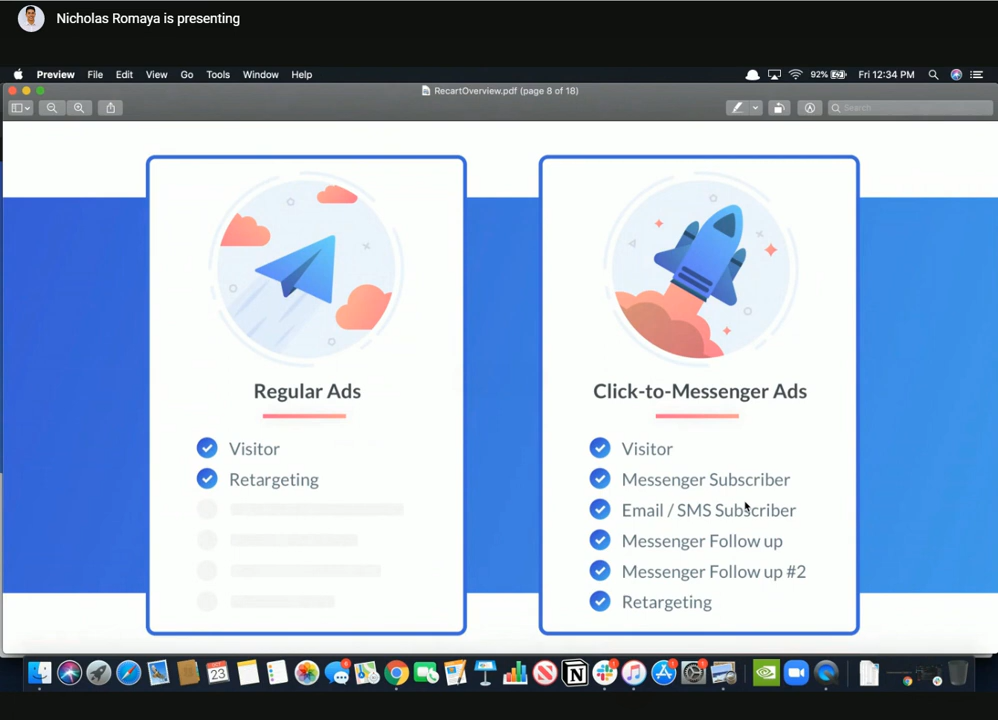 Nicholas Romaya is presenting
Preview File Edit View Go Tools Window Help 92% Fri 12:34 PM
RecartOverview.pdf (page 8 of 18)
Search
Regular Ads
Visitor
Retargeting
Click-to-Messenger Ads
Visitor
Messenger Subscriber
Email / SMS Subscriber
Messenger Follow up
Messenger Follow up #2
Retargeting
23